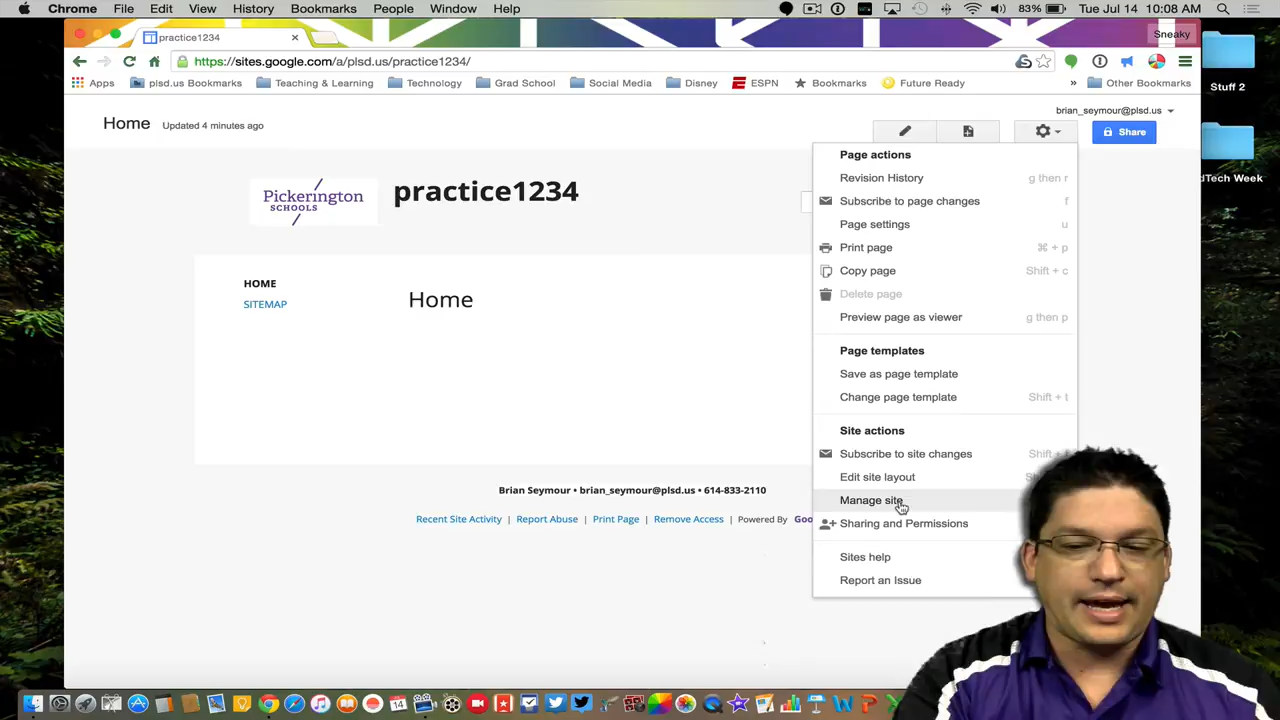 Chrome File Edit View History Bookmarks People Window Help 83% Tue Jul 14 10:08 AM
practice1234 Sneaky
https://sites.google.com/a/plsd.us/practice1234/
Apps plsd.us Bookmarks Teaching & Learning Technology Grad School Social Media Disney ESPN Bookmarks Future Ready » Other Bookmarks
Stuff 2
dTech Week
brian_seymour@plsd.us
Home Updated 4 minutes ago
Share
Pickerington
SCHOOLS
practice1234
HOME
SITEMAP
Home
Page actions
Revision History g then r
Subscribe to page changes f
Page settings u
Print page ⌘ + p
Copy page Shift + c
Delete page
Preview page as viewer g then p
Page templates
Save as page template
Change page template Shift + t
Site actions
Subscribe to site changes Shift +
Edit site layout
Manage site
Sharing and Permissions
Sites help
Report an Issue
Brian Seymour • brian_seymour@plsd.us • 614-833-2110
Recent Site Activity | Report Abuse | Print Page | Remove Access | Powered By Goo